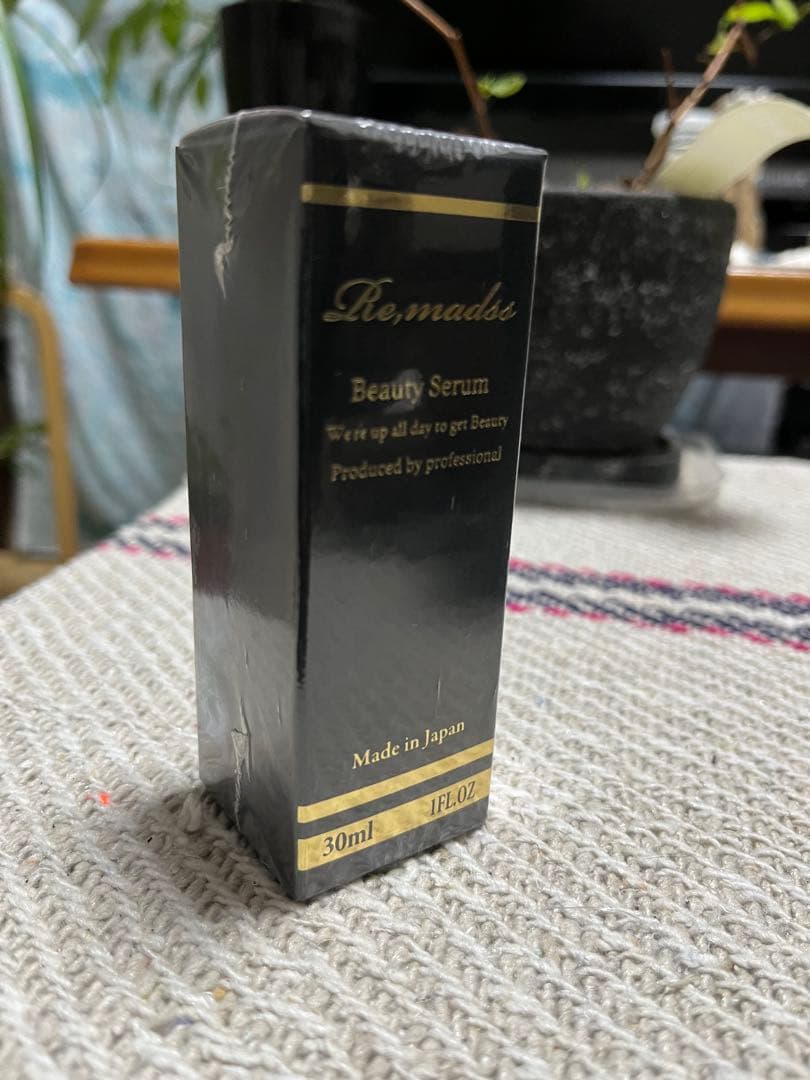 Re,madss
Beauty Serum
We're up all day to get Beauty
Produced by professional
Made in Japan
30ml 1FL.OZ